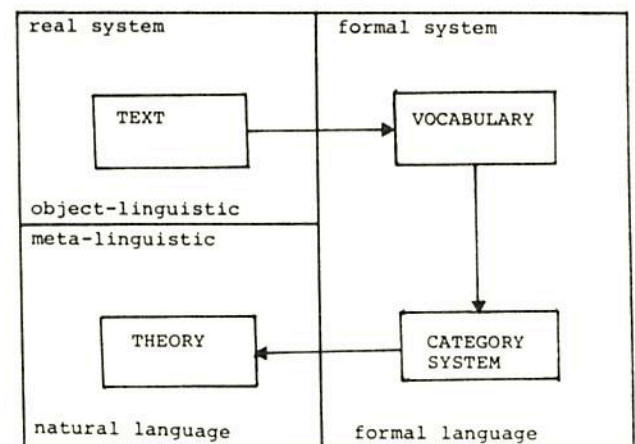 real system
formal system
TEXT
VOCABULARY
object-linguistic
meta-linguistic
THEORY
CATEGORY
SYSTEM
natural language
formal language